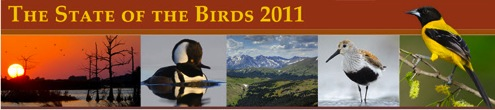 The State of the Birds 2011